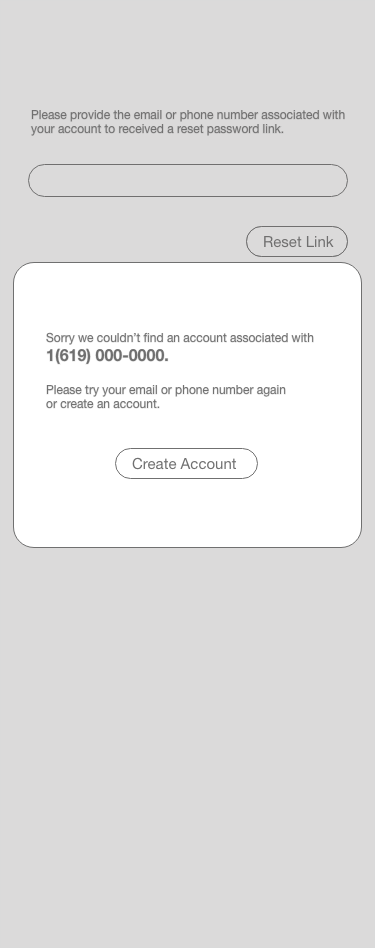 Please provide the email or phone number associated with
your account to received a reset password link.
Reset Link
Sorry we couldn't find an account associated with
1(619) 000-0000.
Please try your email or phone number again
or create an account.
Create Account